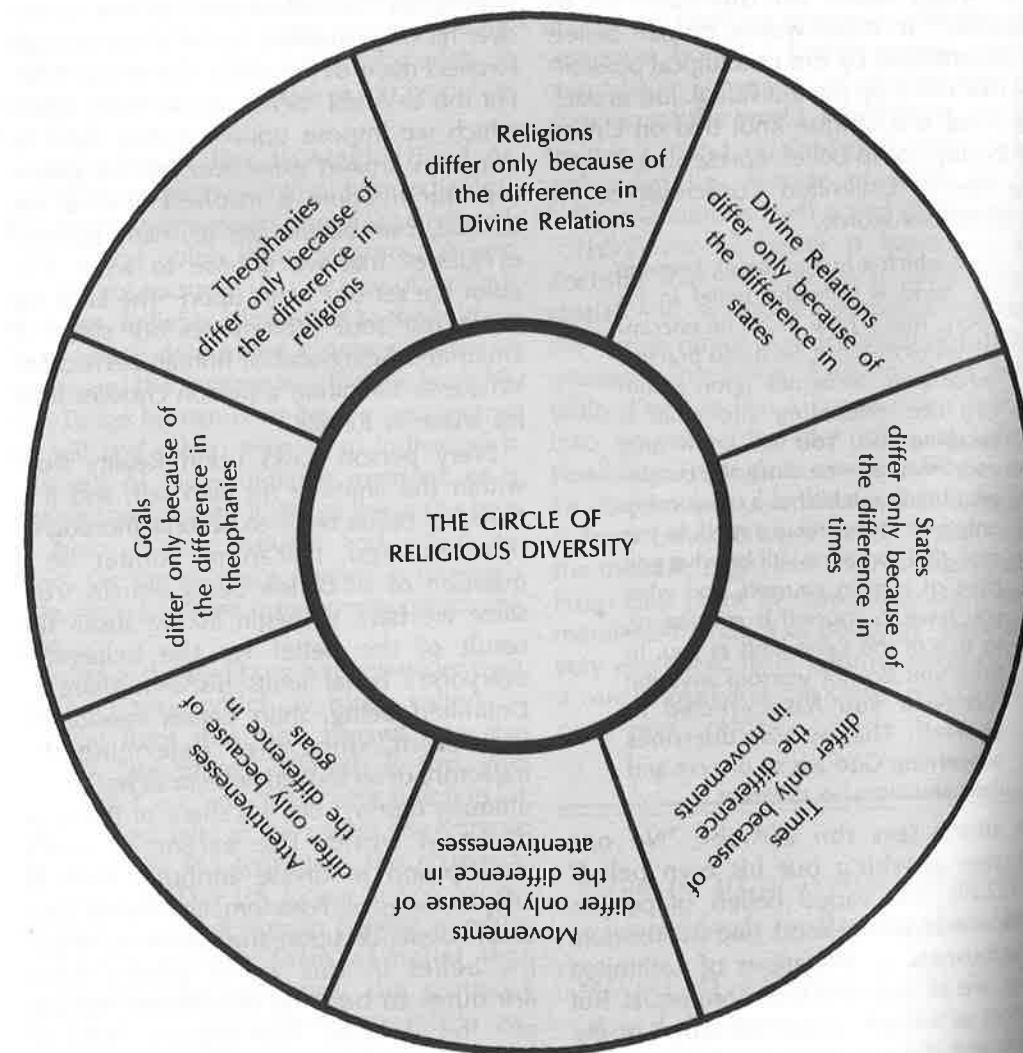 Religions
differ only because of
the difference in
Divine Relations
Divine Relations
differ only because of
the difference in
states
States
differ only because of
the difference in
times
Times
differ only because of
the difference
in movements
Movements
differ only because of
the difference in
attentivenesses
Attentivenesses
differ only because of
the difference in
goals
Goals
differ only because of
the difference in
theophanies
Theophanies
differ only because of
the difference in
religions
THE CIRCLE OF
RELIGIOUS DIVERSITY